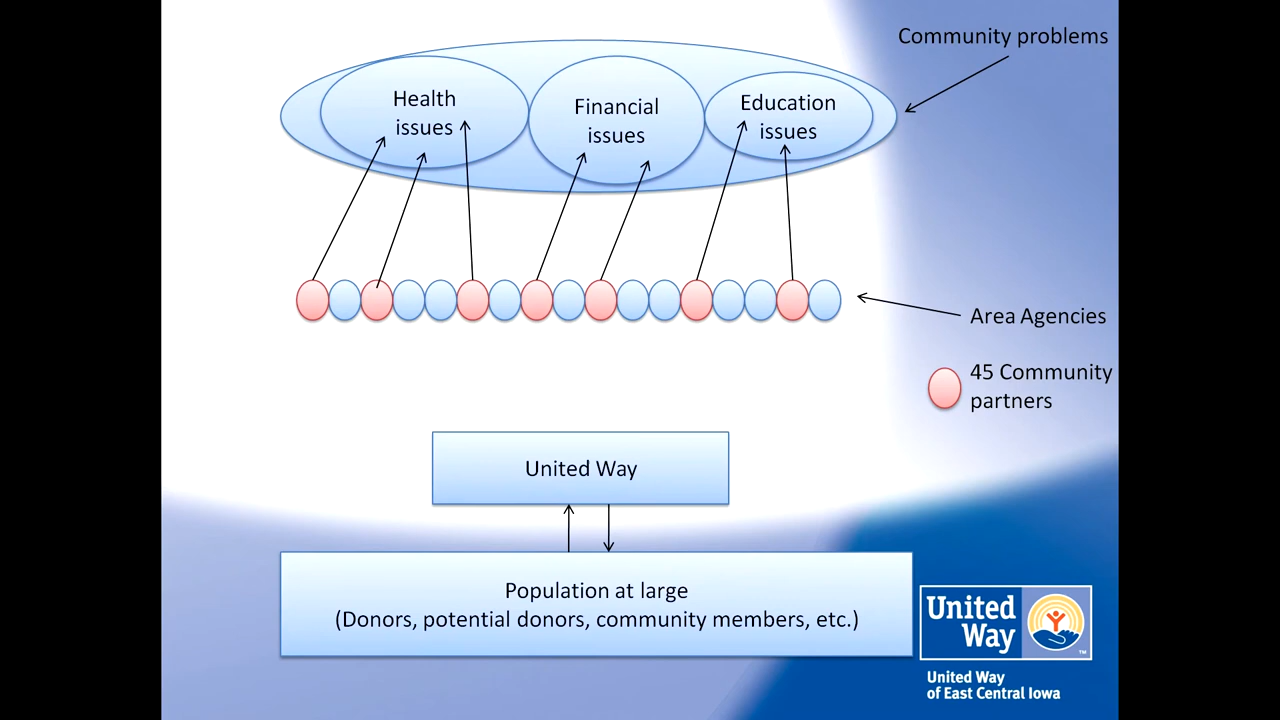 Community problems
Health
issues
Financial
issues
Education
issues
Area Agencies
45 Community
partners
United Way
Population at large
(Donors, potential donors, community members, etc.)
United
Way
TM
United Way
of East Central Iowa